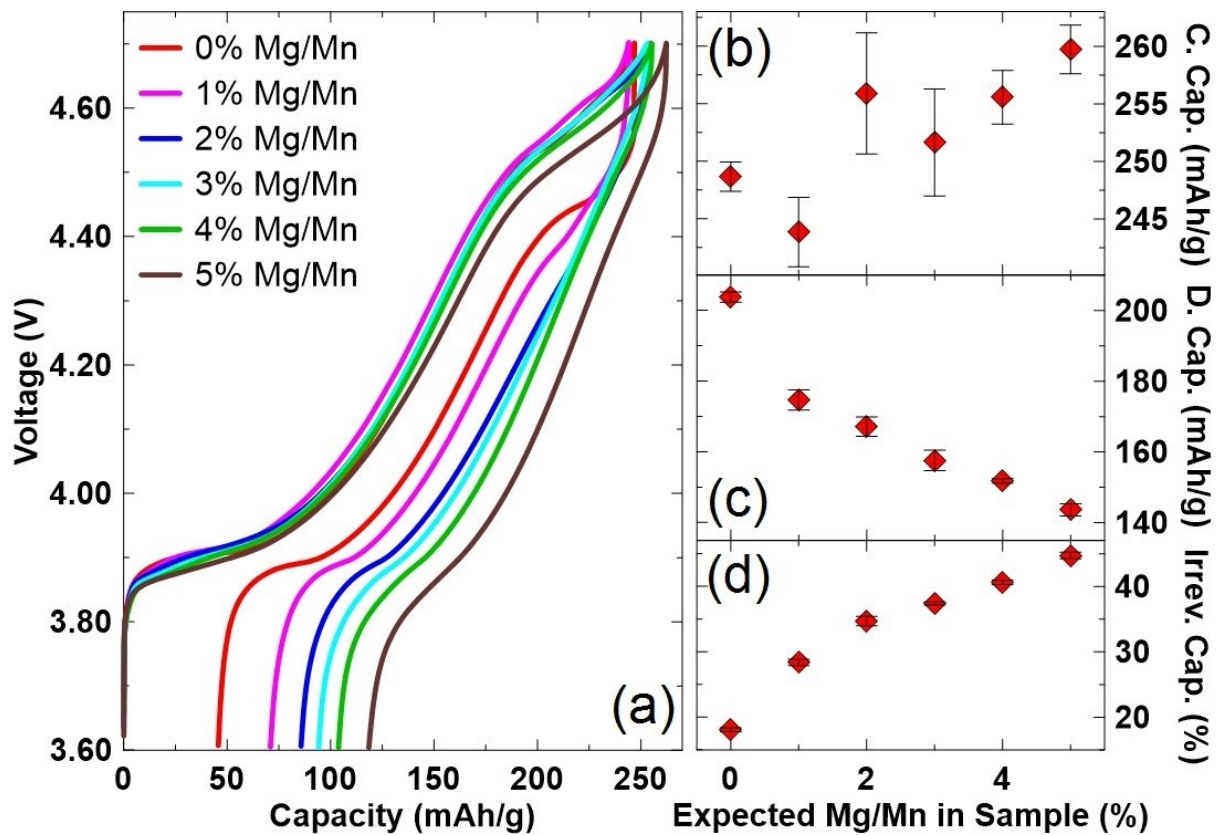 0% Mg/Mn
1% Mg/Mn
2% Mg/Mn
3% Mg/Mn
4% Mg/Mn
5% Mg/Mn
4.60
4.40
4.20
4.00
3.80
3.60
Voltage (V)
(a)
0 50 100 150 200 250
Capacity (mAh/g)
(b)
260
255
250
245
C. Cap. (mAh/g)
(c)
200
180
160
140
D. Cap. (mAh/g)
(d)
40
30
20
Irrev. Cap. (%)
0 2 4
Expected Mg/Mn in Sample (%)